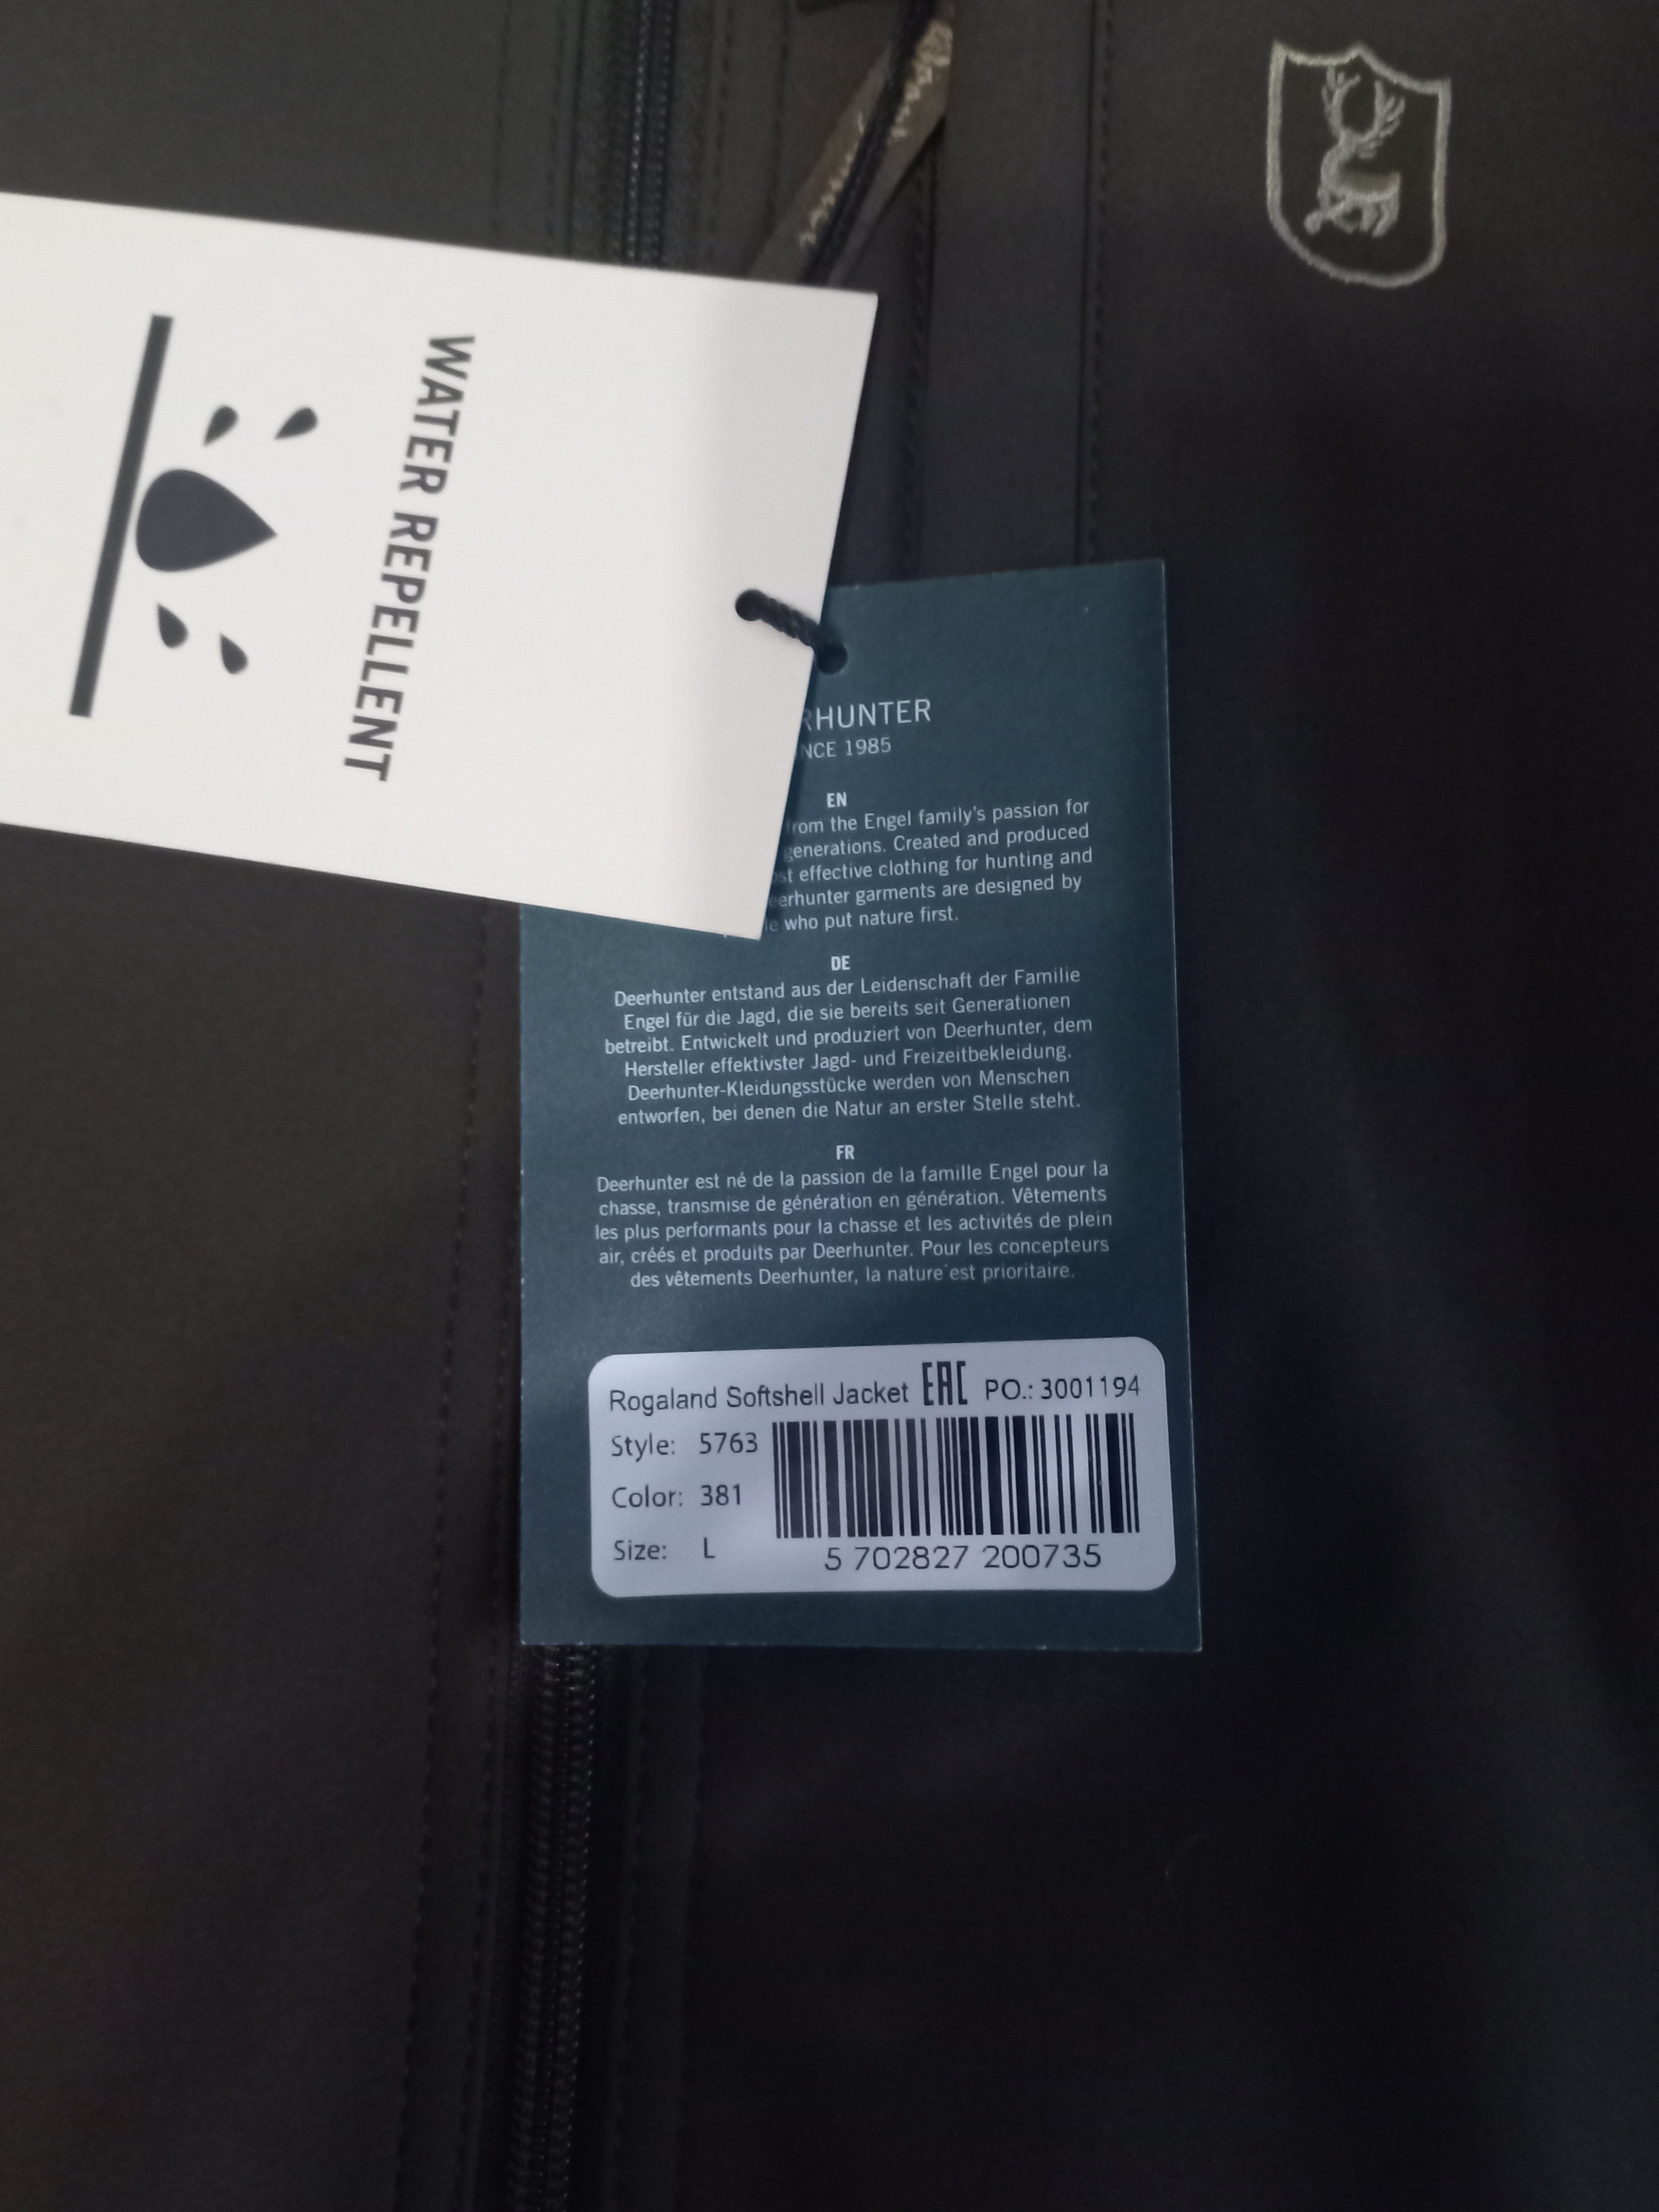 WATER REPELLENT
RHUNTER
NCE 1985
EN
from the Engel family's passion for
generations. Created and produced
st effective clothing for hunting and
eerhunter garments are designed by
le who put nature first.
DE
Deerhunter entstand aus der Leidenschaft der Familie
Engel für die Jagd, die sie bereits seit Generationen
betreibt. Entwickelt und produziert von Deerhunter, dem
Hersteller effektivster Jagd- und Freizeitbekleidung.
Deerhunter-Kleidungsstücke werden von Menschen
entworfen, bei denen die Natur an erster Stelle steht.
FR
Deerhunter est né de la passion de la famille Engel pour la
chasse, transmise de génération en génération. Vêtements
les plus performants pour la chasse et les activités de plein
air, créés et produits par Deerhunter. Pour les concepteurs
des vêtements Deerhunter, la nature est prioritaire.
Rogaland Softshell Jacket EAC PO.: 3001194
Style: 5763
Color: 381
Size: L
5 702827 200735